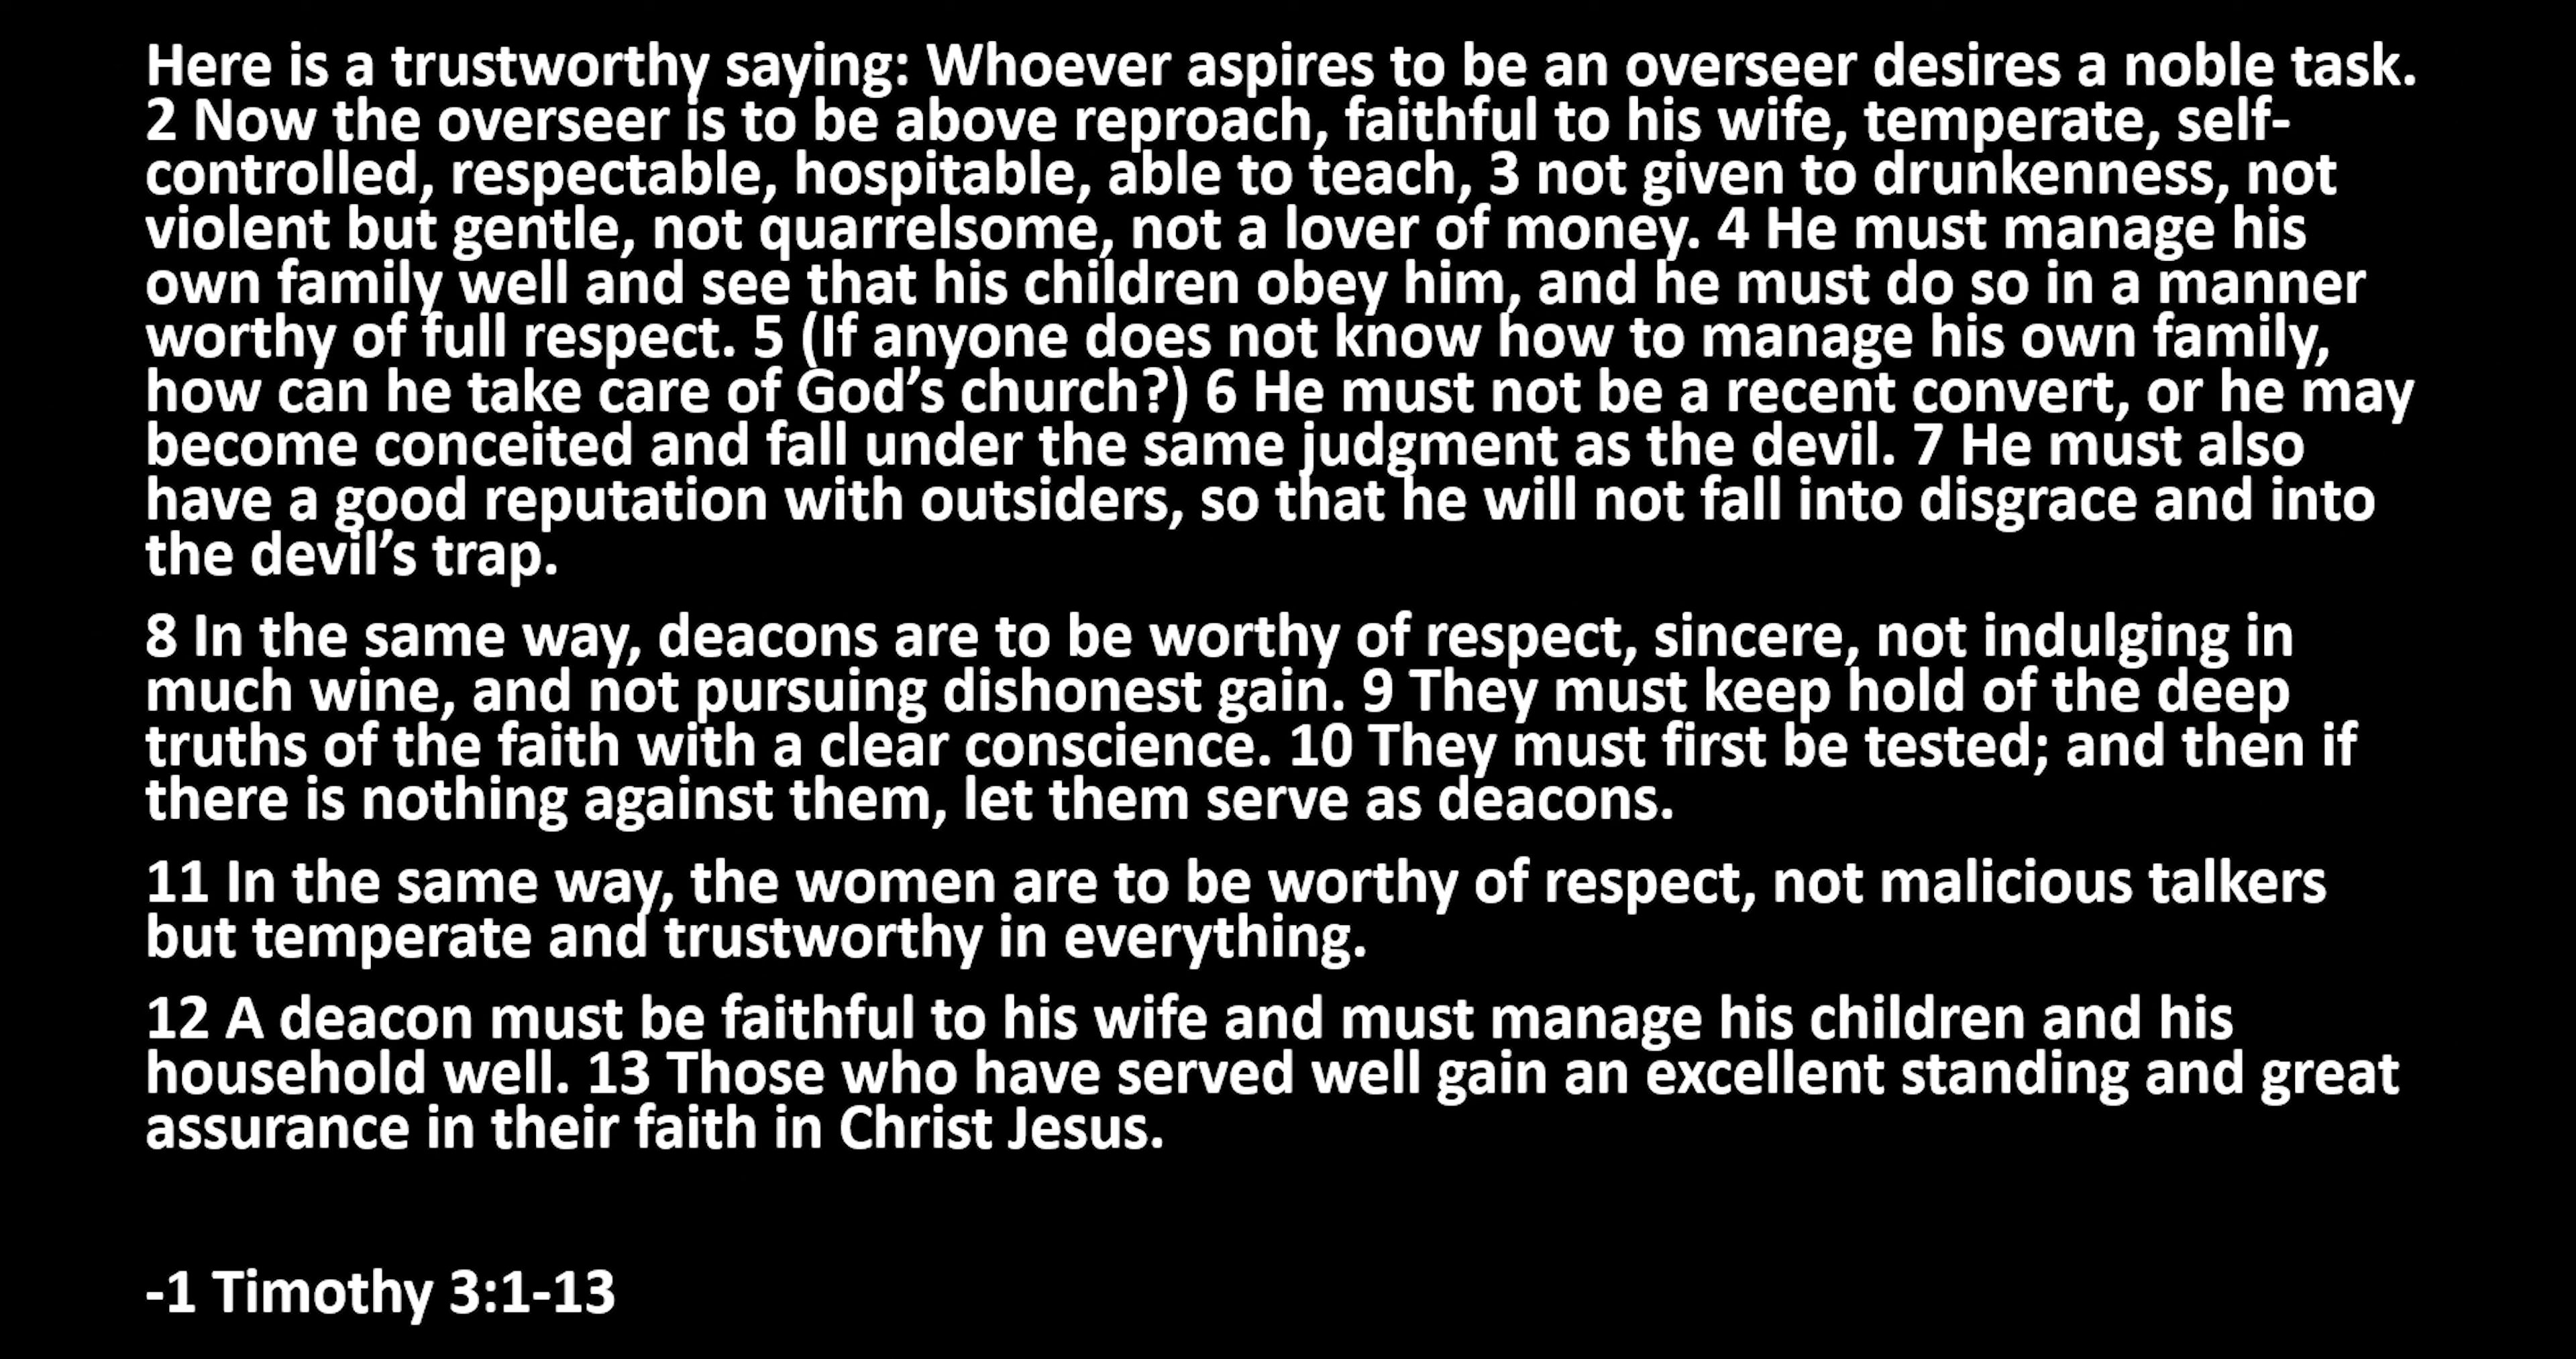 Here is a trustworthy saying: Whoever aspires to be an overseer desires a noble task.
2 Now the overseer is to be above reproach, faithful to his wife, temperate, self-
controlled, respectable, hospitable, able to teach, 3 not given to drunkenness, not
violent but gentle, not quarrelsome, not a lover of money. 4 He must manage his
own family well and see that his children obey him, and he must do so in a manner
worthy of full respect. 5 (If anyone does not know how to manage his own family,
how can he take care of God’s church?) 6 He must not be a recent convert, or he may
become conceited and fall under the same judgment as the devil. 7 He must also
have a good reputation with outsiders, so that he will not fall into disgrace and into
the devil’s trap.
8 In the same way, deacons are to be worthy of respect, sincere, not indulging in
much wine, and not pursuing dishonest gain. 9 They must keep hold of the deep
truths of the faith with a clear conscience. 10 They must first be tested; and then if
there is nothing against them, let them serve as deacons.
11 In the same way, the women are to be worthy of respect, not malicious talkers
but temperate and trustworthy in everything.
12 A deacon must be faithful to his wife and must manage his children and his
household well. 13 Those who have served well gain an excellent standing and great
assurance in their faith in Christ Jesus.
-1 Timothy 3:1-13